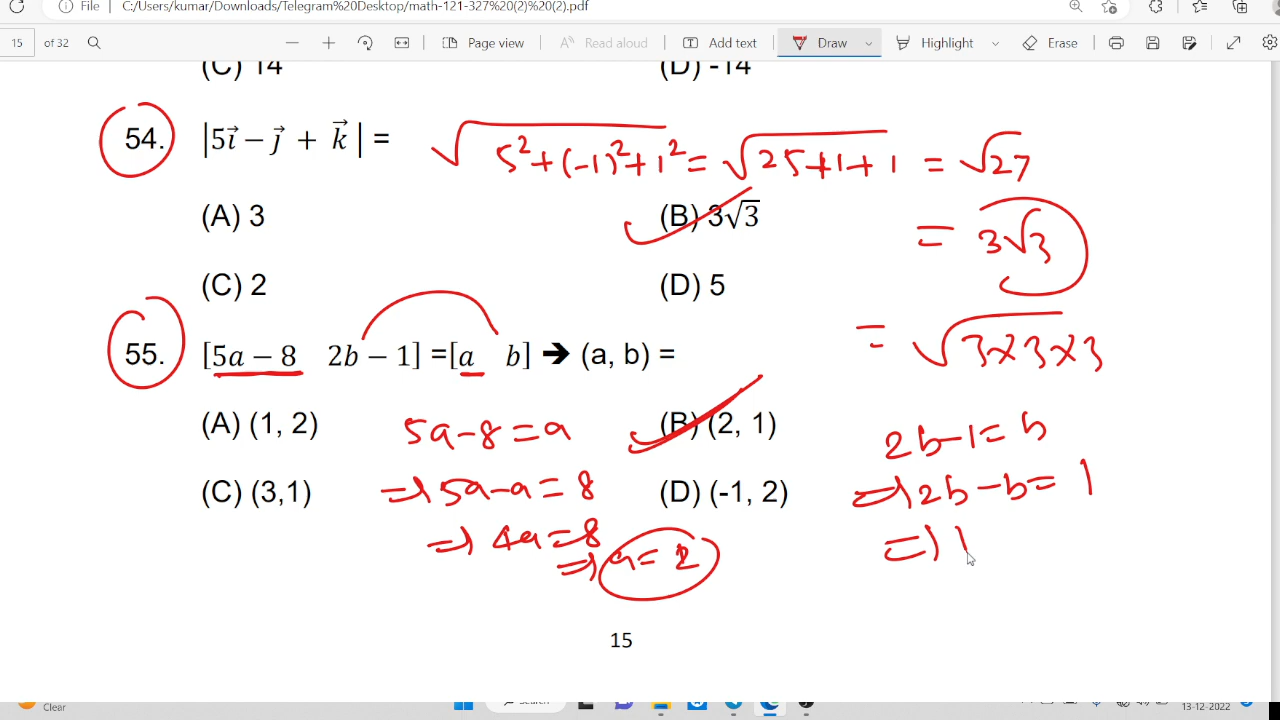 File | C:/Users/kumar/Downloads/Telegram%20Desktop/math-121-327%20(2)%20(2).pdf
15 of 32 Page view Read aloud Add text Draw Highlight Erase
(C) 14 (D) -14
54. |5i⃗ − j⃗ + k⃗ | = √5²+(-1)²+1² = √25+1+1 = √27
(A) 3 (B) 3√3 = 3√3
(C) 2 (D) 5
= √3×3×3
55. [5a − 8 2b − 1] =[a b] ➔ (a, b) =
(A) (1, 2) 5a-8=a (B) (2, 1) 2b-1=b
(C) (3,1) ⇒ 5a-a=8 (D) (-1, 2) ⇒ 2b-b=1
⇒ 4a=8 ⇒
⇒ a=2
15
Clear 13-12-2022